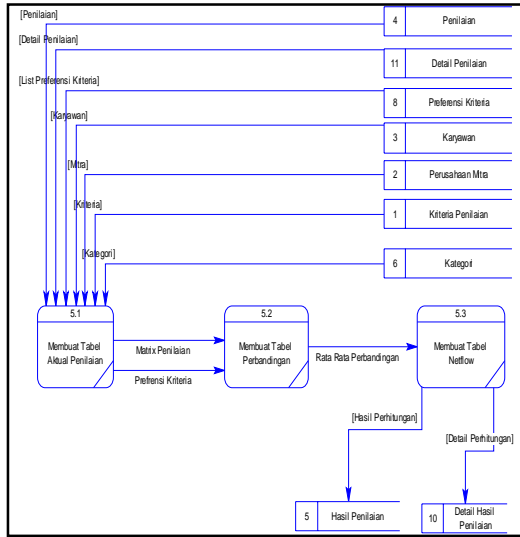 [Penilaian]
4 Penilaian
[Detail Penilaian]
11 Detail Penilaian
[List Preferensi Kriteria]
8 Preferensi Kriteria
[Karyawan]
3 Karyawan
[Mtra]
2 Perusahaan Mtra
[Kriteria]
1 Kriteria Penilaian
[Kategori]
6 Kategori
5.1
Membuat Tabel
Aktual Penilaian
Matrix Penilaian
Prefrensi Kriteria
5.2
Membuat Tabel
Perbandingan
Rata Rata Perbandingan
5.3
Membuat Tabel
Netflow
[Hasil Perhitungan]
[Detail Perhitungan]
5 Hasil Penilaian
10 Detail Hasil
Penilaian